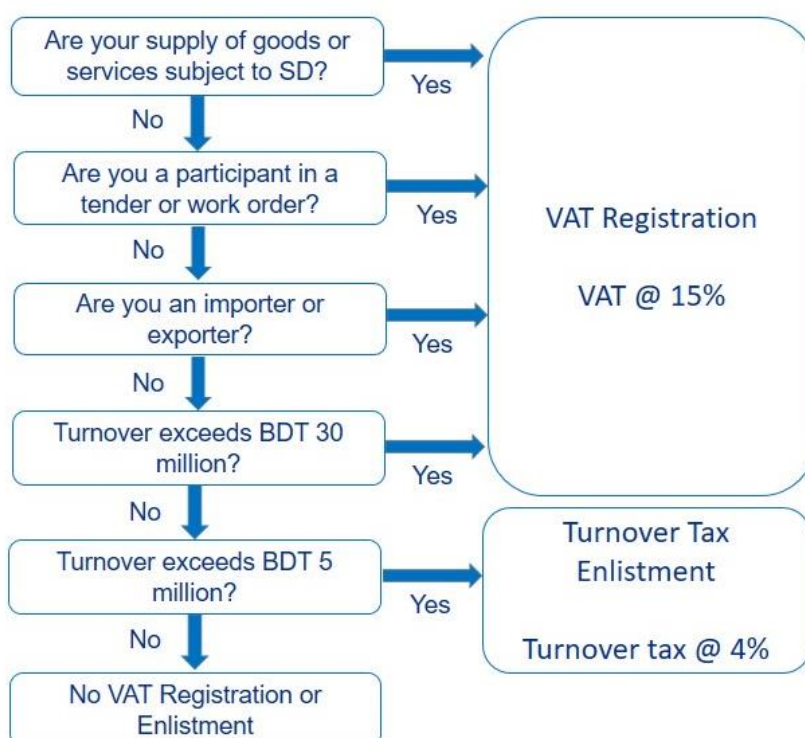 Are your supply of goods or
services subject to SD?
Yes
No
Are you a participant in a
tender or work order?
Yes
No
Are you an importer or
exporter?
Yes
No
Turnover exceeds BDT 30
million?
Yes
No
Turnover exceeds BDT 5
million?
Yes
No
No VAT Registration or
Enlistment
VAT Registration
VAT @ 15%
Turnover Tax
Enlistment
Turnover tax @ 4%